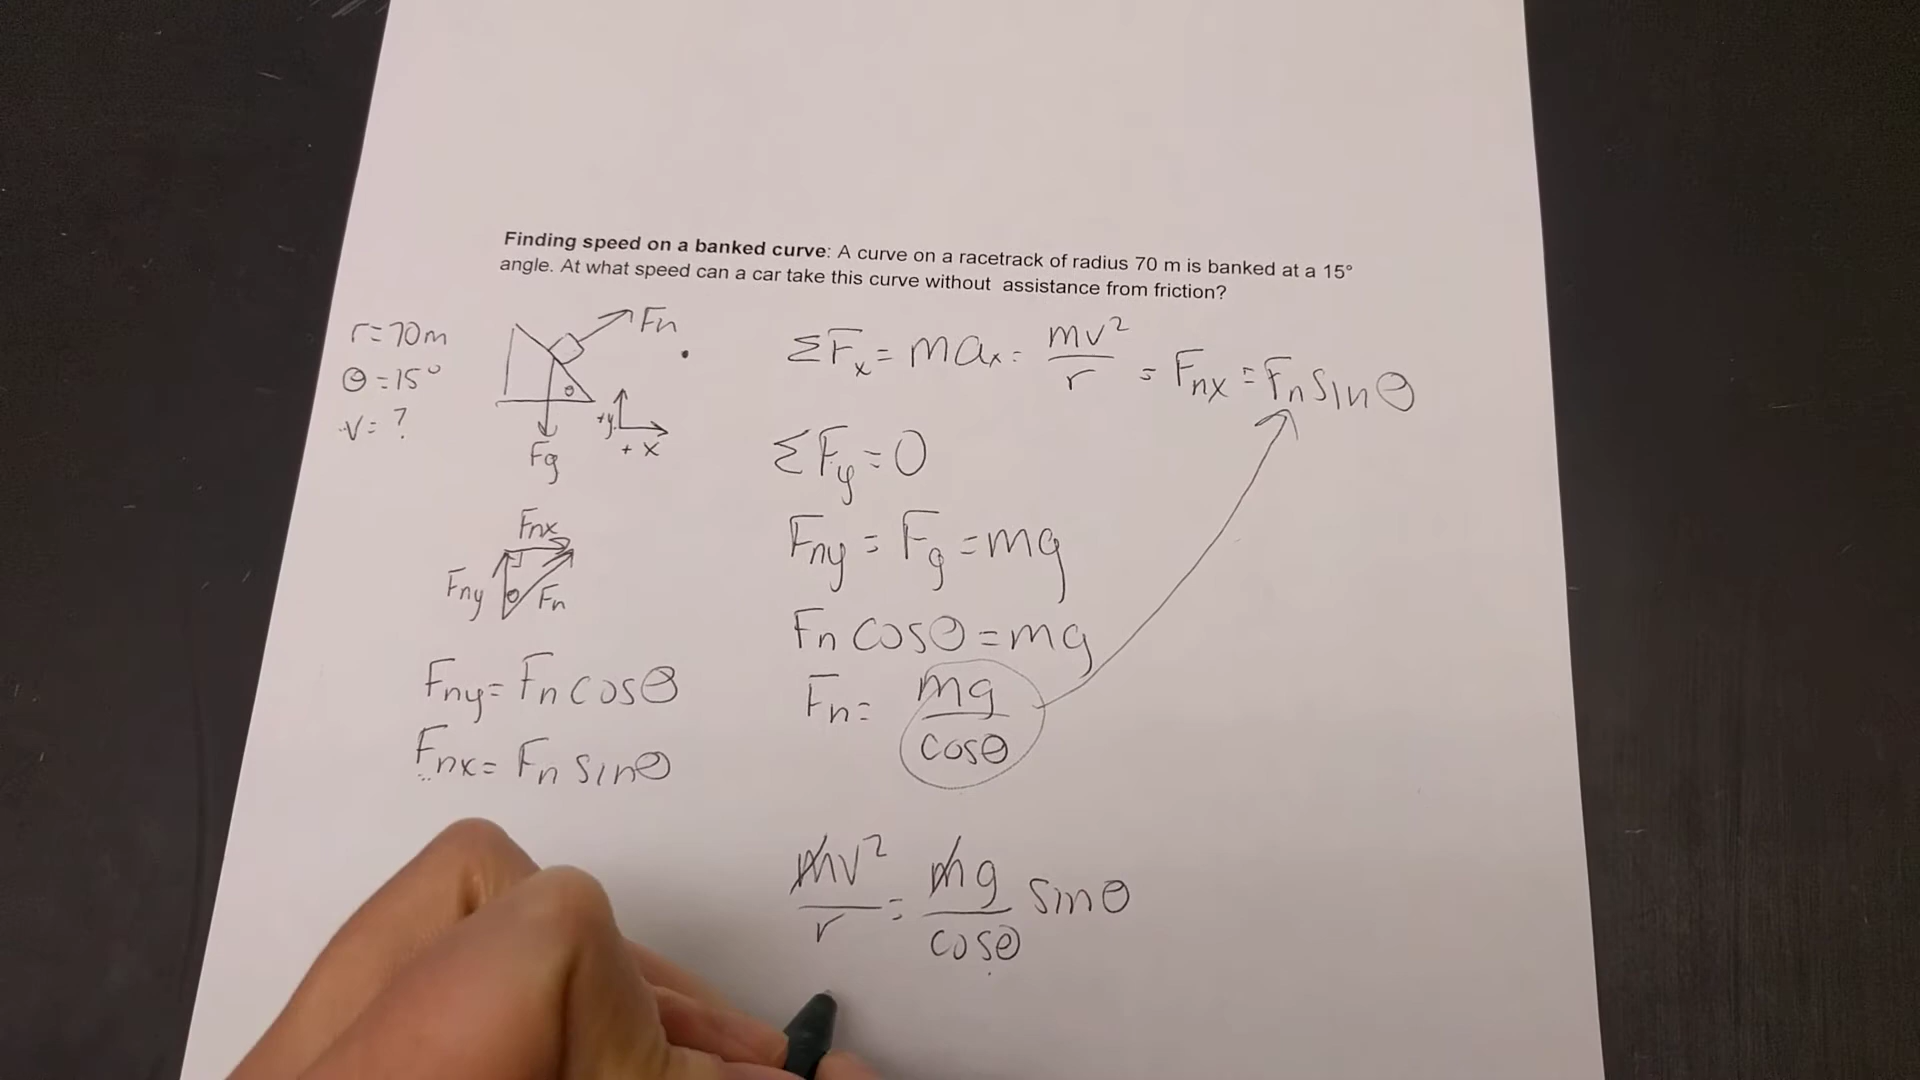 Finding speed on a banked curve: A curve on a racetrack of radius 70 m is banked at a 15°
angle. At what speed can a car take this curve without assistance from friction?
r=70m
θ=15°
v=?
Fn
θ
Fg
+y
+ x
Fnx
Fny
θ
Fn
Fny=Fn cosθ
Fnx=Fn sinθ
ΣFx=max=mv²/r=Fnx=Fn sinθ
ΣFy=0
Fny=Fg=mg
Fn cosθ=mg
Fn=mg/cosθ
mv²/r=mg/cosθ sinθ